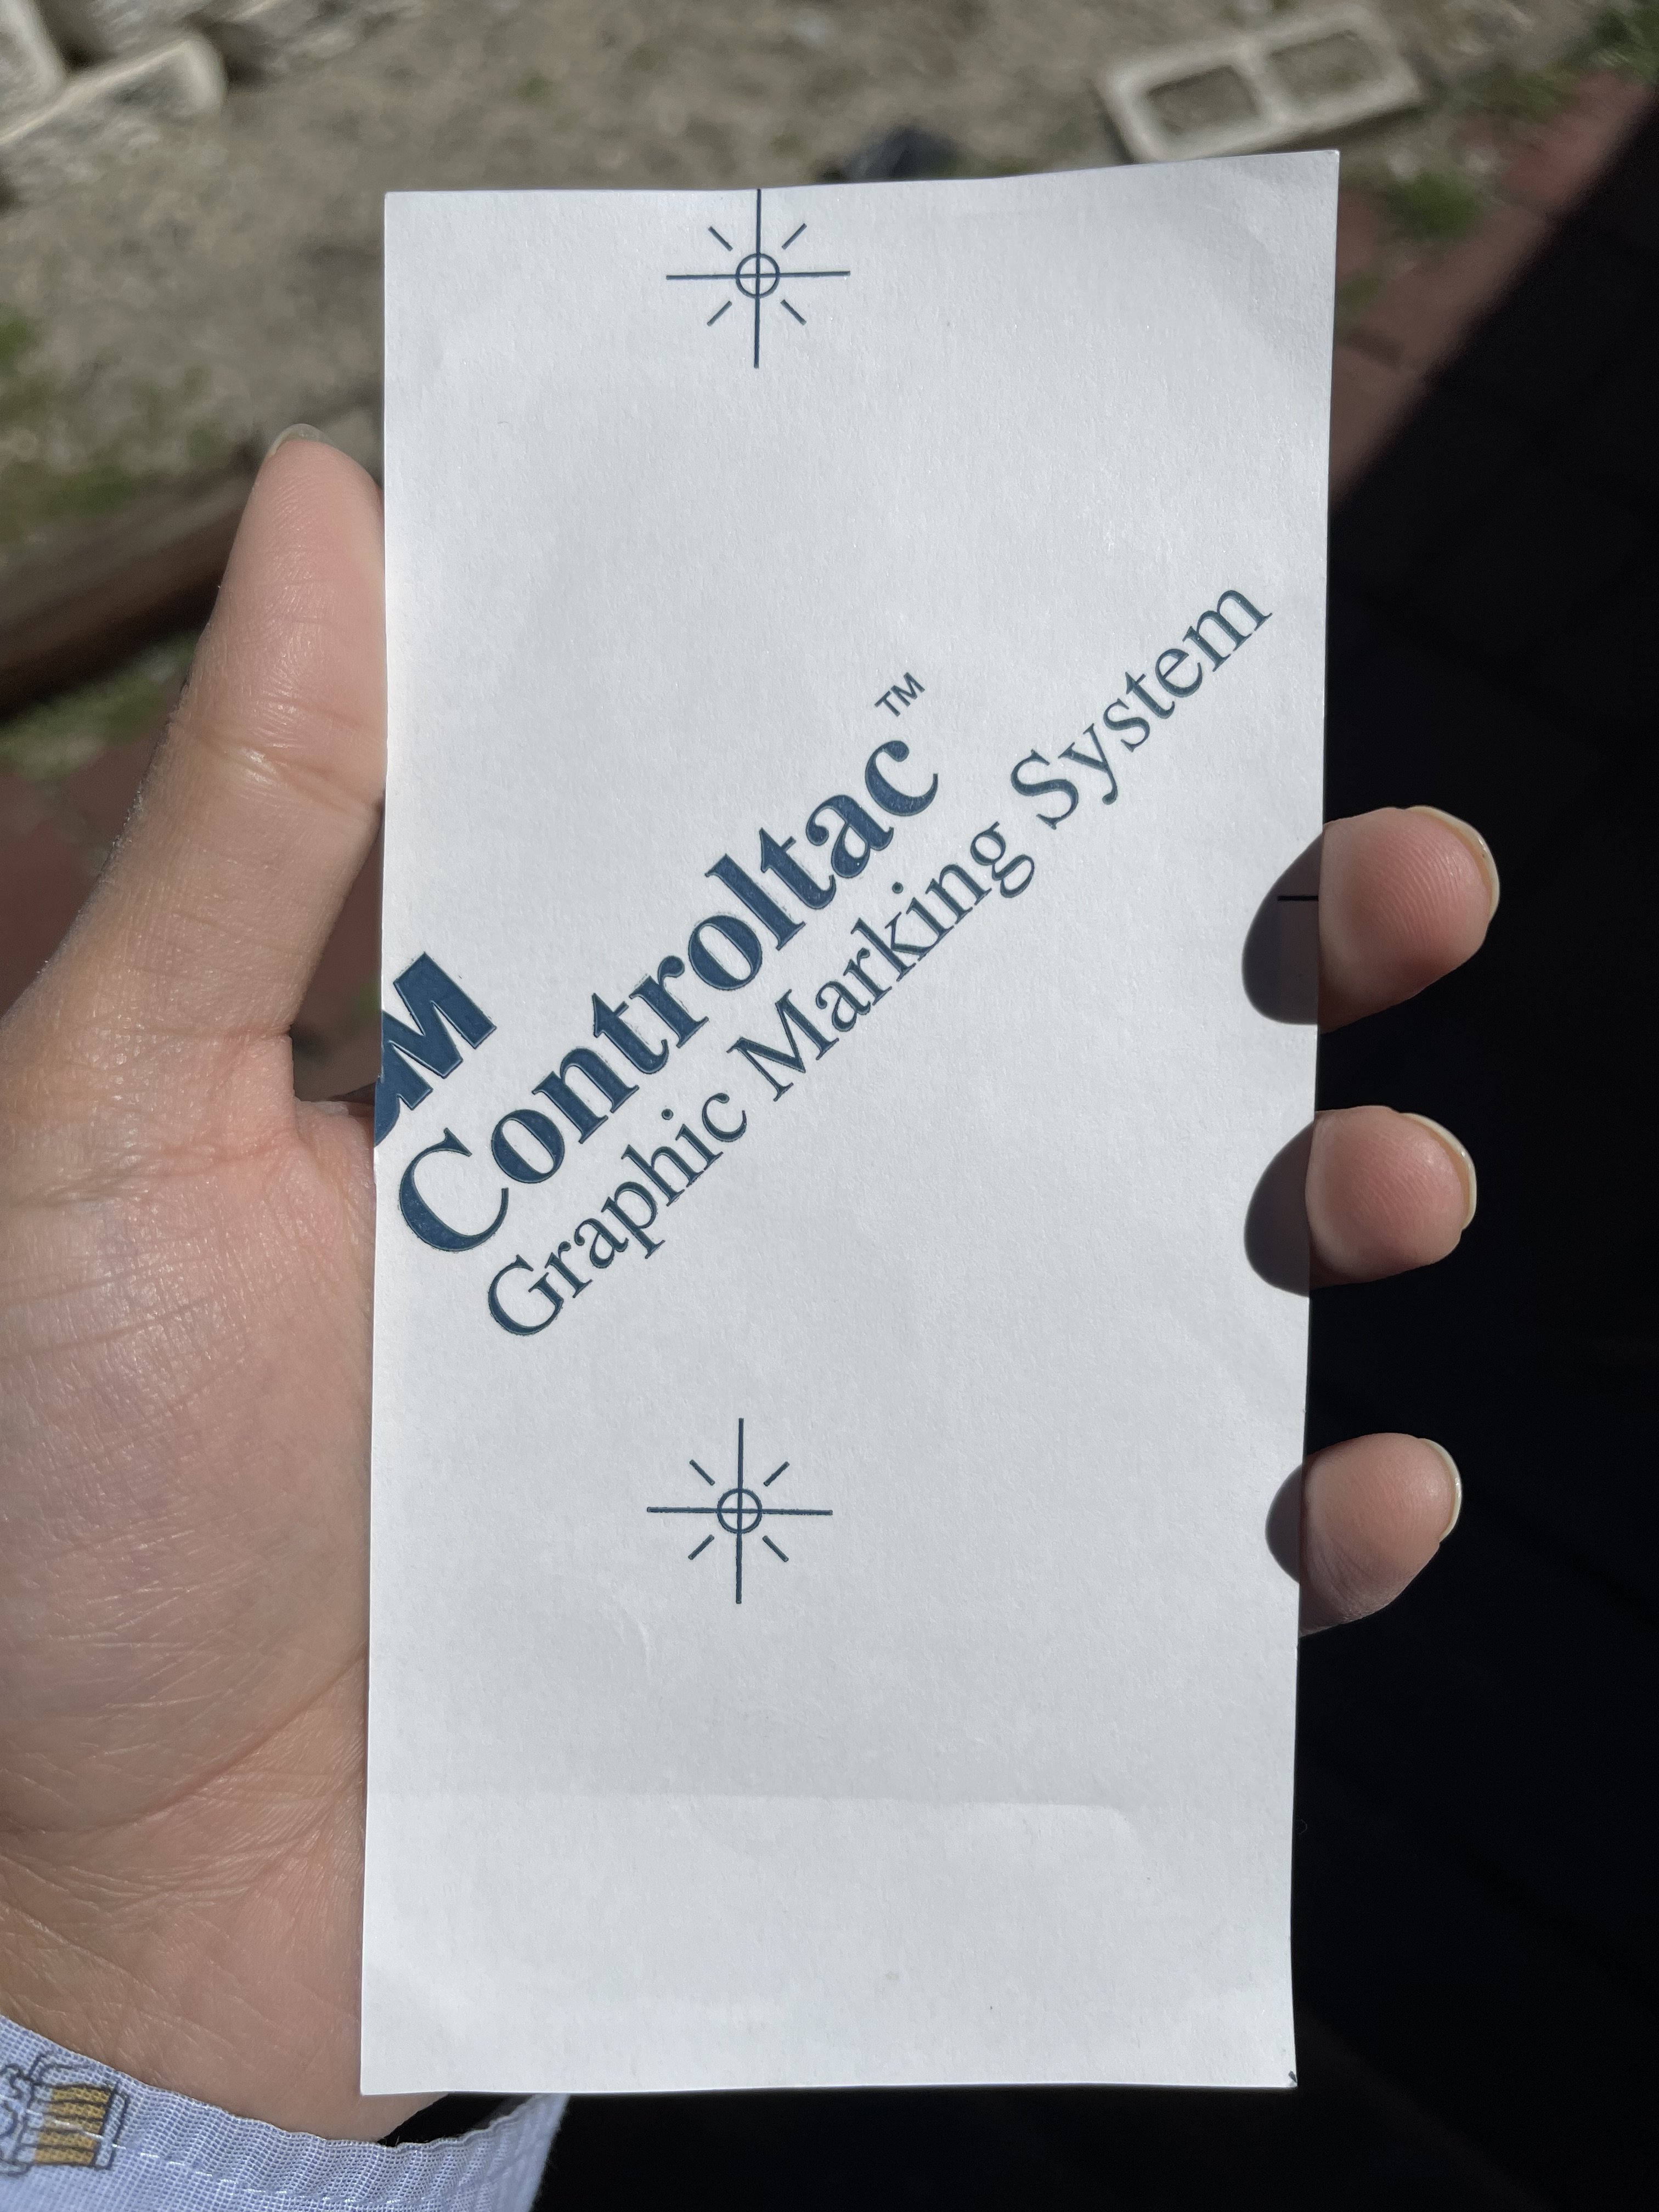 M
Controltac™
Graphic Marking System